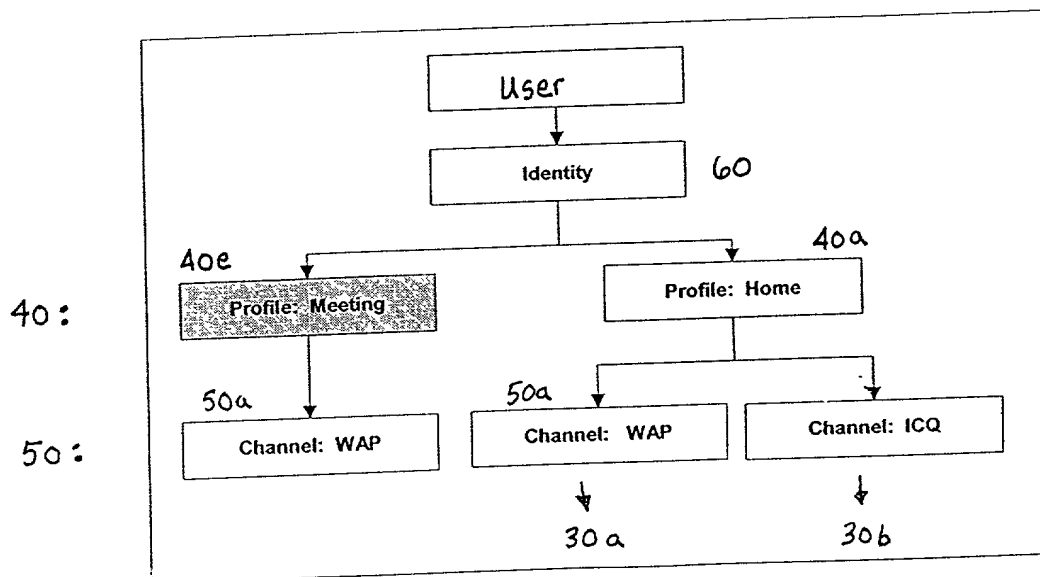 User
Identity 60
40e 40a
40: Profile: Meeting Profile: Home
50a 50a
50: Channel: WAP Channel: WAP Channel: ICQ
30a 30b